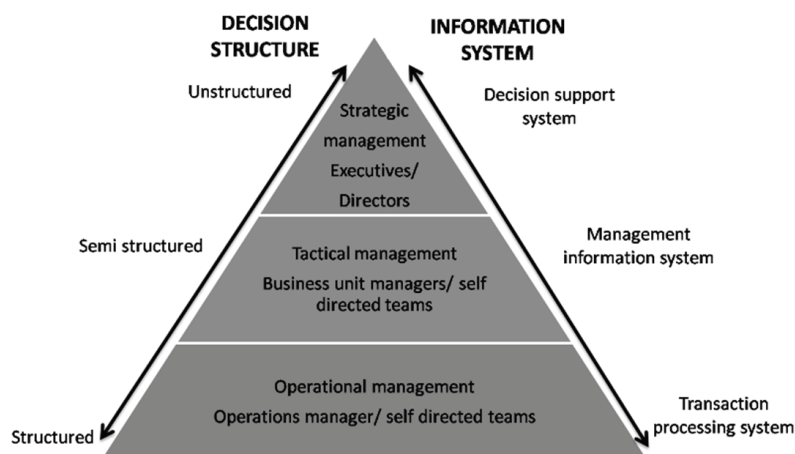 DECISION
STRUCTURE
INFORMATION
SYSTEM
Unstructured
Decision support
system
Strategic
management
Executives/
Directors
Semi structured
Management
information system
Tactical management
Business unit managers/ self
directed teams
Operational management
Operations manager/ self directed teams
Structured
Transaction
processing system